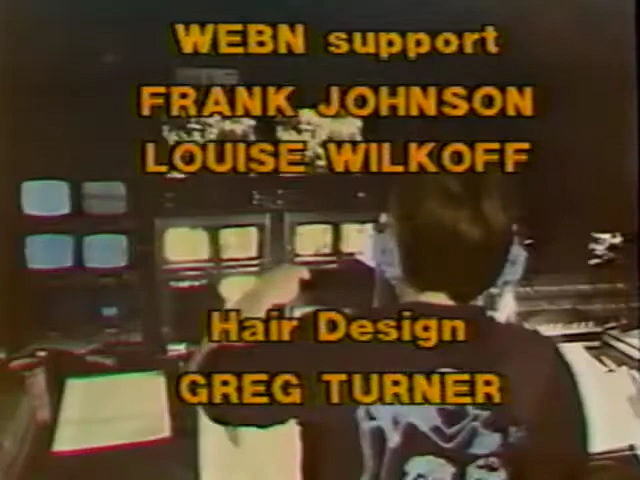 WEBN support
FRANK JOHNSON
LOUISE WILKOFF
Hair Design
GREG TURNER